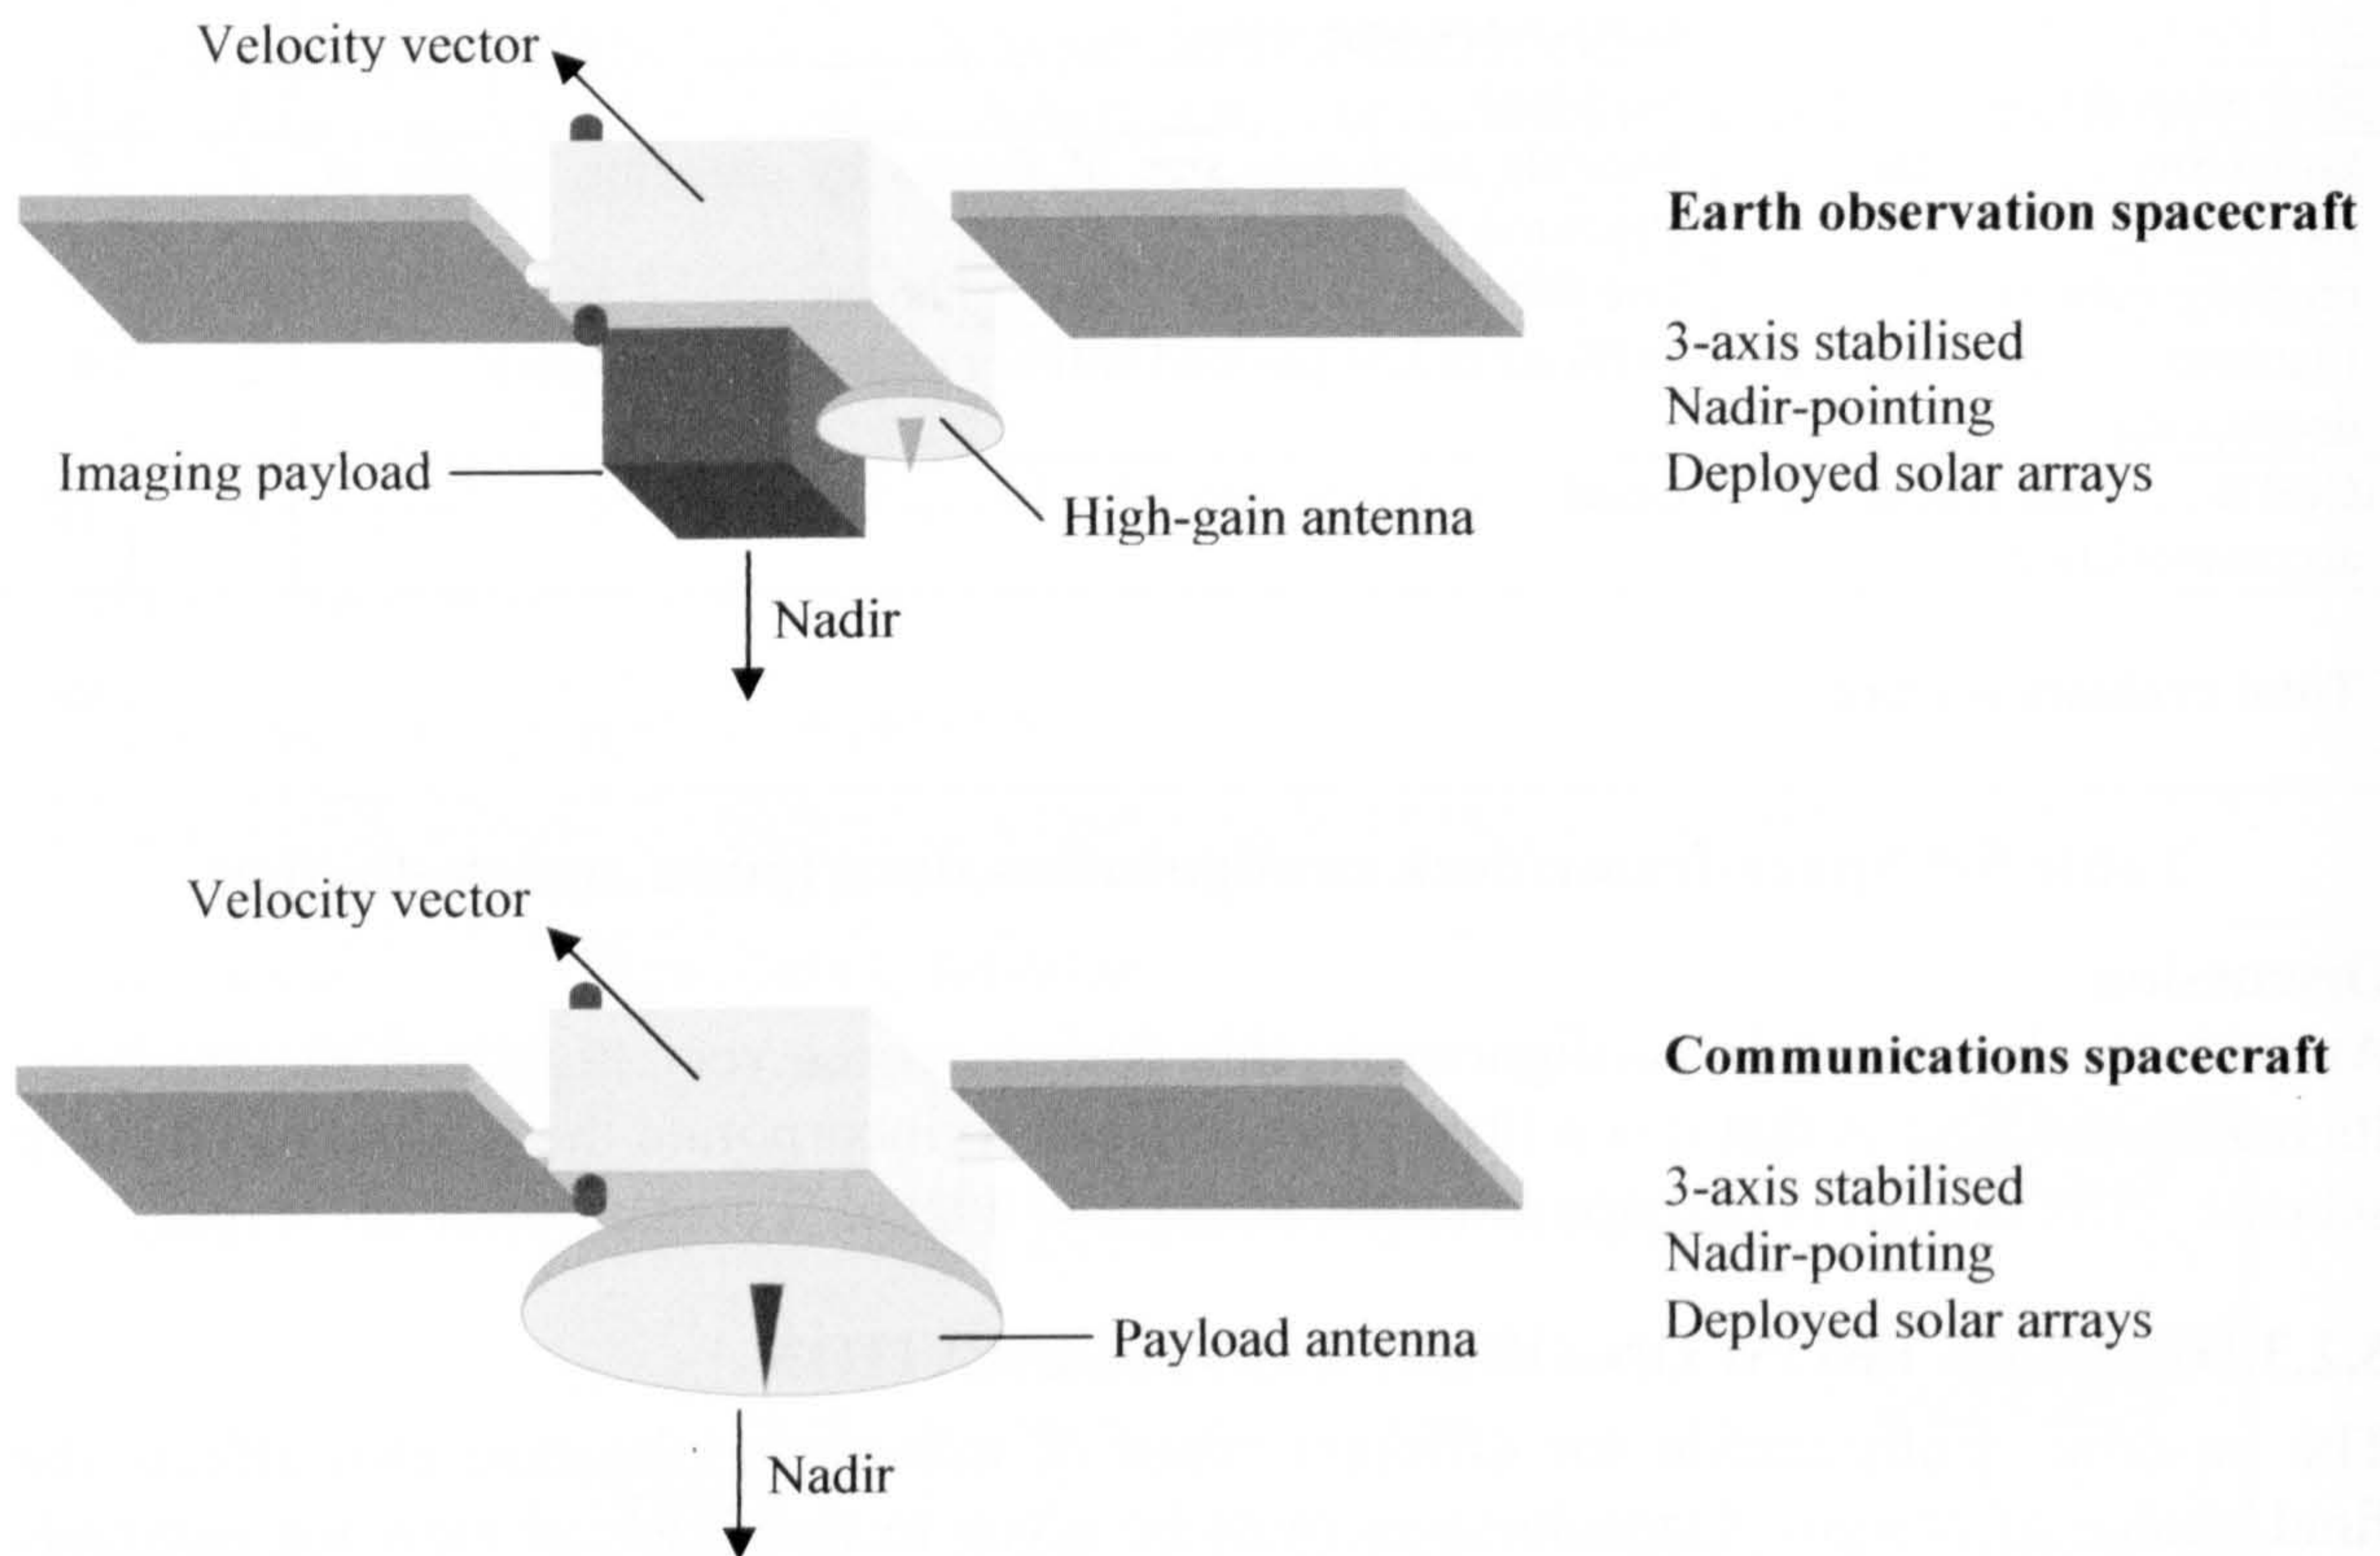 Velocity vector
Earth observation spacecraft
3-axis stabilised
Nadir-pointing
Deployed solar arrays
Imaging payload
High-gain antenna
Nadir
Velocity vector
Communications spacecraft
3-axis stabilised
Nadir-pointing
Deployed solar arrays
Payload antenna
Nadir